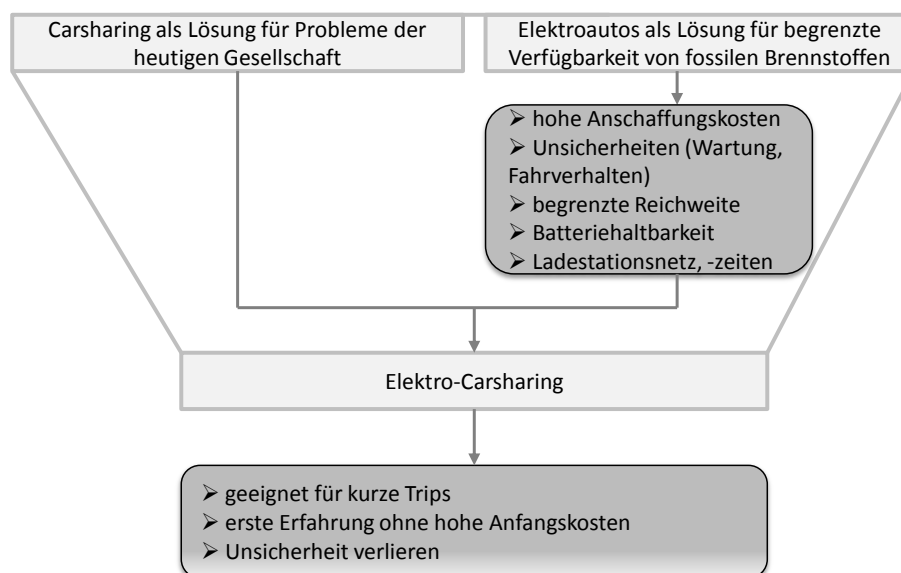 Carsharing als Lösung für Probleme der
heutigen Gesellschaft
Elektroautos als Lösung für begrenzte
Verfügbarkeit von fossilen Brennstoffen
➢ hohe Anschaffungskosten
➢ Unsicherheiten (Wartung,
Fahrverhalten)
➢ begrenzte Reichweite
➢ Batteriehaltbarkeit
➢ Ladestationsnetz, -zeiten
Elektro-Carsharing
➢ geeignet für kurze Trips
➢ erste Erfahrung ohne hohe Anfangskosten
➢ Unsicherheit verlieren